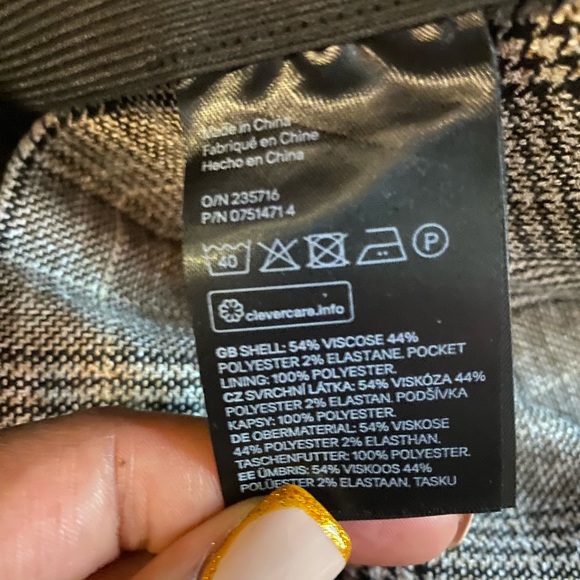 Made in China
Fabriqué en Chine
Hecho en China
O/N 235716
P/N 0751471 4
40
P
clevercare.info
GB SHELL: 54% VISCOSE 44%
POLYESTER 2% ELASTANE. POCKET
LINING: 100% POLYESTER.
CZ SVRCHNÍ LÁTKA: 54% VISKÓZA 44%
POLYESTER 2% ELASTAN. PODŠÍVKA
KAPSY: 100% POLYESTER.
DE OBERMATERIAL: 54% VISKOSE
44% POLYESTER 2% ELASTHAN.
TASCHENFUTTER: 100% POLYESTER.
EE ÜMBRIS: 54% VISKOOS 44%
POLÜESTER 2% ELASTAAN, TASKU